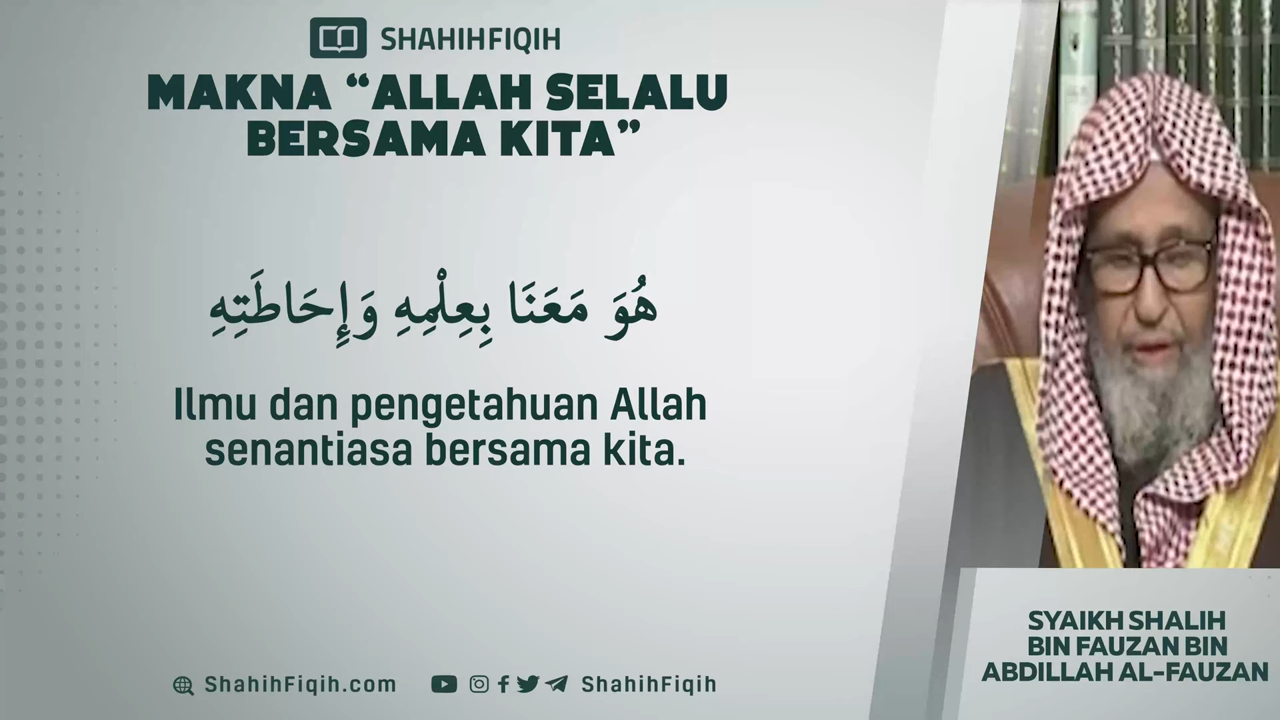 SHAHIHFIQIH
MAKNA “ALLAH SELALU
BERSAMA KITA”
هُوَ مَعَنَا بِعِلْمِهِ وَإِحَاطَتِهِ
Ilmu dan pengetahuan Allah
senantiasa bersama kita.
ShahihFiqih.com
ShahihFiqih
SYAIKH SHALIH
BIN FAUZAN BIN
ABDILLAH AL-FAUZAN